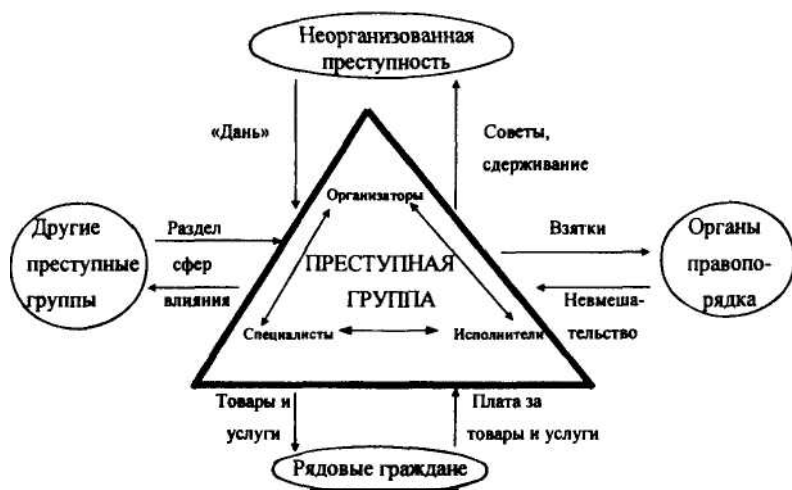 Неорганизованная
преступность
«Дань»
Советы,
сдерживание
Организаторы
Другие
преступные
группы
Раздел
сфер
влияния
ПРЕСТУПНАЯ
ГРУППА
Специалисты
Исполнители
Взятки
Невмеша-
тельство
Органы
правопо-
рядка
Товары и
услуги
Плата за
товары и услуги
Рядовые граждане